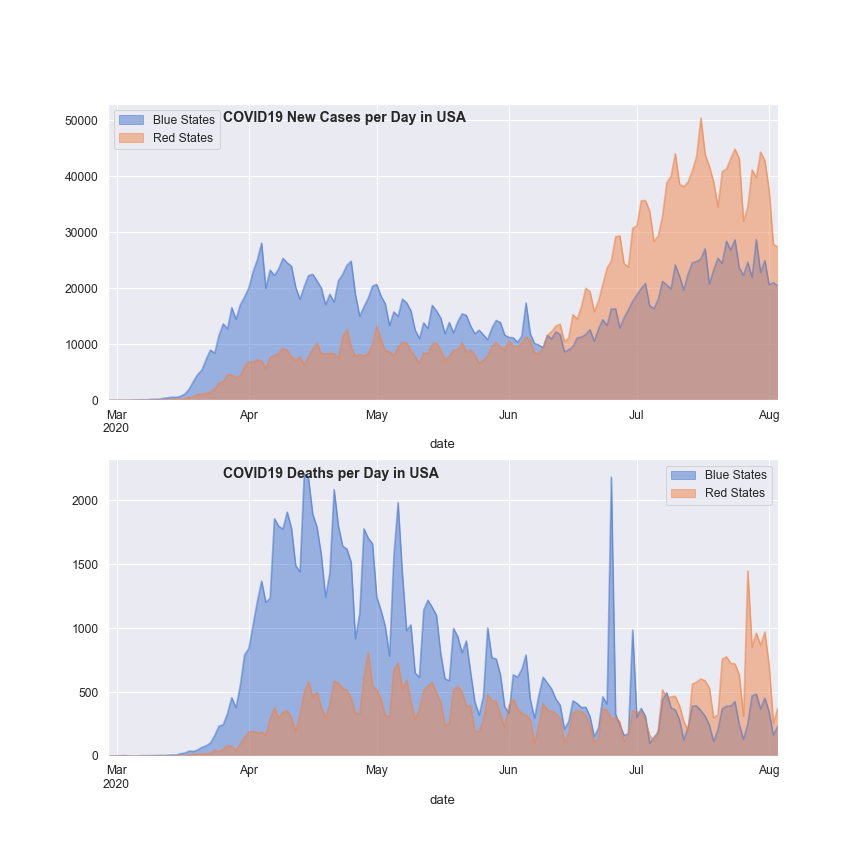 COVID19 New Cases per Day in USA
Blue States
Red States
50000
40000
30000
20000
10000
0
Mar
2020
Apr
May
Jun
Jul
Aug
date
COVID19 Deaths per Day in USA
Blue States
Red States
2000
1500
1000
500
0
Mar
2020
Apr
May
Jun
Jul
Aug
date